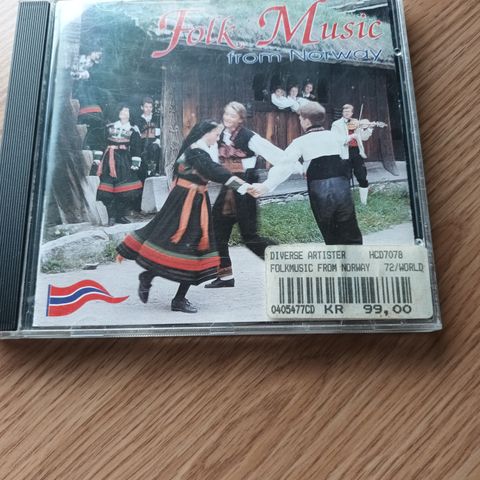 Folk Music
from Norway
DIVERSE ARTISTER HCD7078
FOLKMUSIC FROM NORWAY 72/WORLD
0405477CD KR 99,00